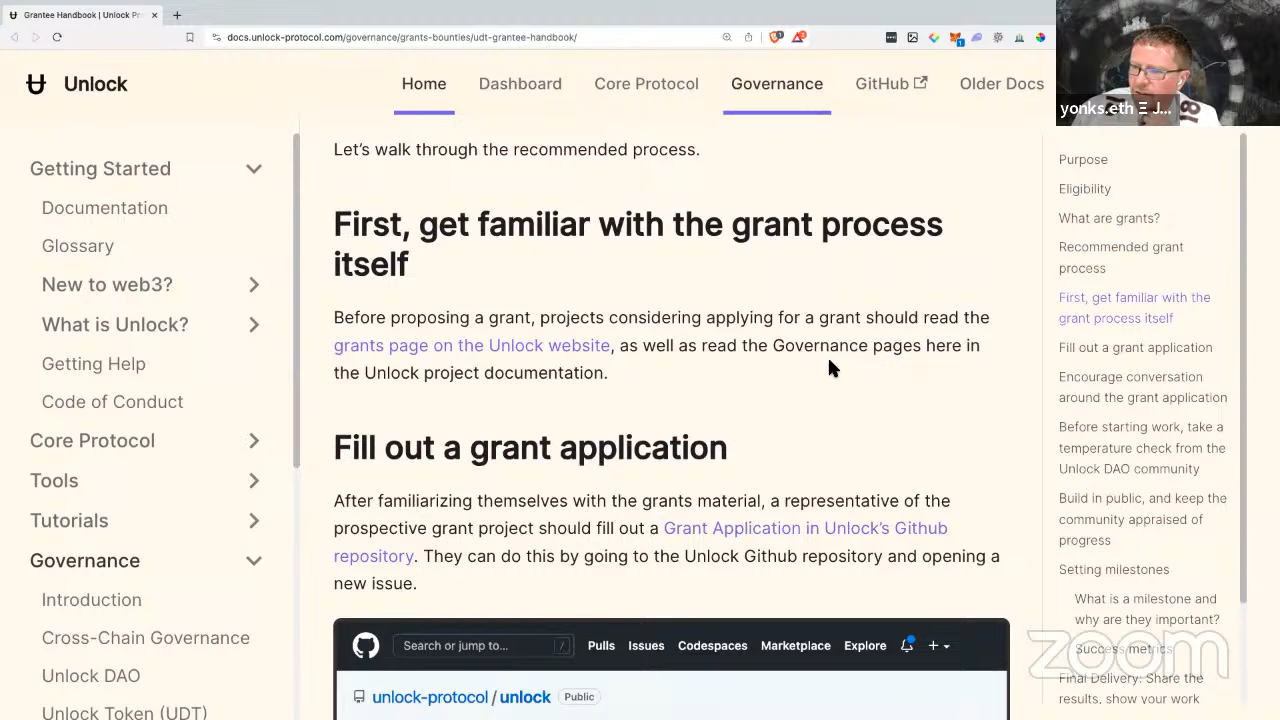 Grantee Handbook | Unlock Pr
docs.unlock-protocol.com/governance/grants-bounties/udt-grantee-handbook/
Unlock
Home
Dashboard
Core Protocol
Governance
GitHub
Older Docs
yonks.eth Ξ J...
Getting Started
Documentation
Glossary
New to web3?
What is Unlock?
Getting Help
Code of Conduct
Core Protocol
Tools
Tutorials
Governance
Introduction
Cross-Chain Governance
Unlock DAO
Unlock Token (UDT)
Let's walk through the recommended process.
First, get familiar with the grant process
itself
Before proposing a grant, projects considering applying for a grant should read the
grants page on the Unlock website, as well as read the Governance pages here in
the Unlock project documentation.
Fill out a grant application
After familiarizing themselves with the grants material, a representative of the
prospective grant project should fill out a Grant Application in Unlock's Github
repository. They can do this by going to the Unlock Github repository and opening a
new issue.
Search or jump to...
/
Pulls
Issues
Codespaces
Marketplace
Explore
unlock-protocol / unlock
Public
Purpose
Eligibility
What are grants?
Recommended grant
process
First, get familiar with the
grant process itself
Fill out a grant application
Encourage conversation
around the grant application
Before starting work, take a
temperature check from the
Unlock DAO community
Build in public, and keep the
community appraised of
progress
Setting milestones
What is a milestone and
why are they important?
Success metrics
Final Delivery: Share the
results, show your work
zoom